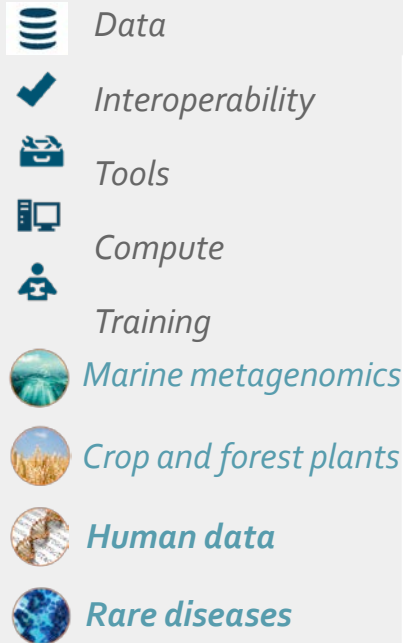 Data
Interoperability
Tools
Compute
Training
Marine metagenomics
Crop and forest plants
Human data
Rare diseases